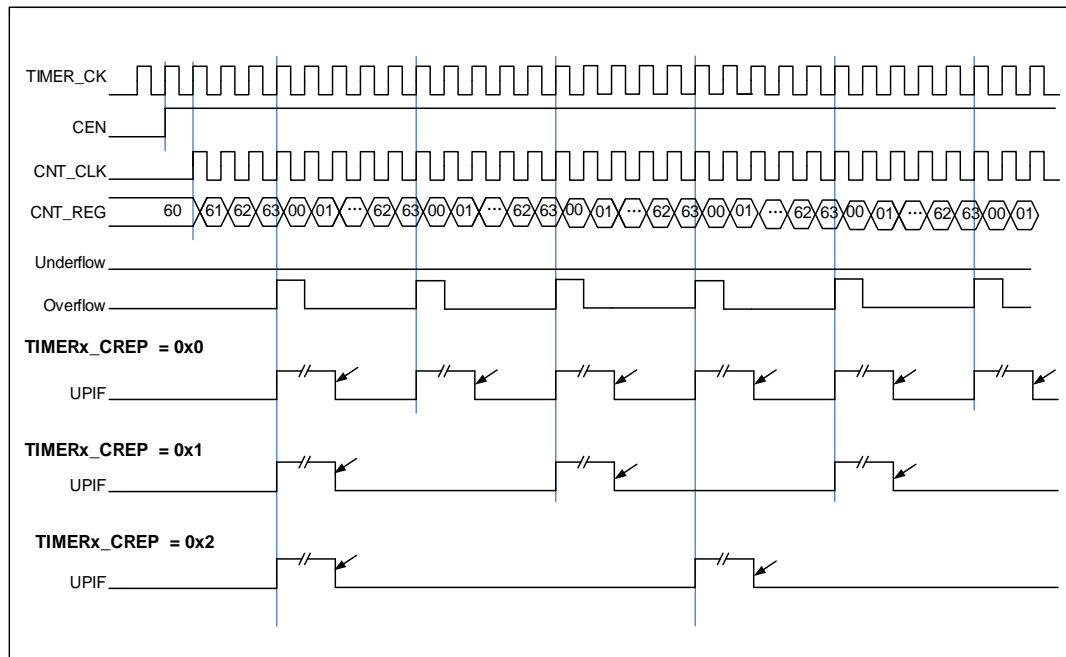 TIMER_CK
CEN
CNT_CLK
CNT_REG 60 61 62 63 00 01 ... 62 63 00 01 ... 62 63 00 01 ... 62 63 00 01 ... 62 63 00 01 ... 62 63 00 01
Underflow
Overflow
TIMERx_CREP = 0x0
UPIF
TIMERx_CREP = 0x1
UPIF
TIMERx_CREP = 0x2
UPIF